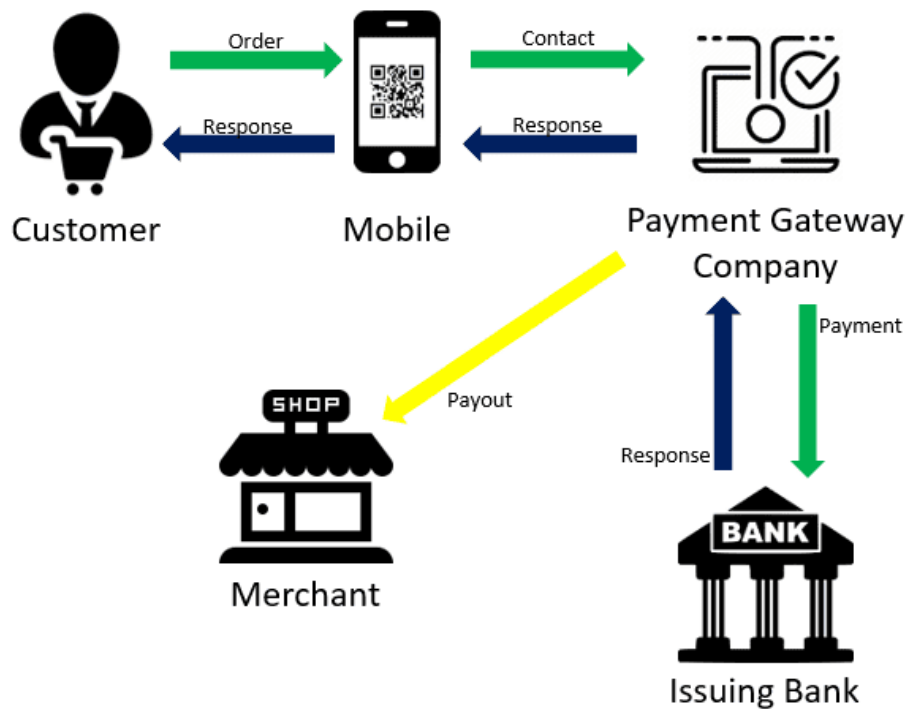 Order
Contact
Response
Response
Customer
Mobile
Payment Gateway
Company
Payment
SHOP
Payout
Response
BANK
Merchant
Issuing Bank